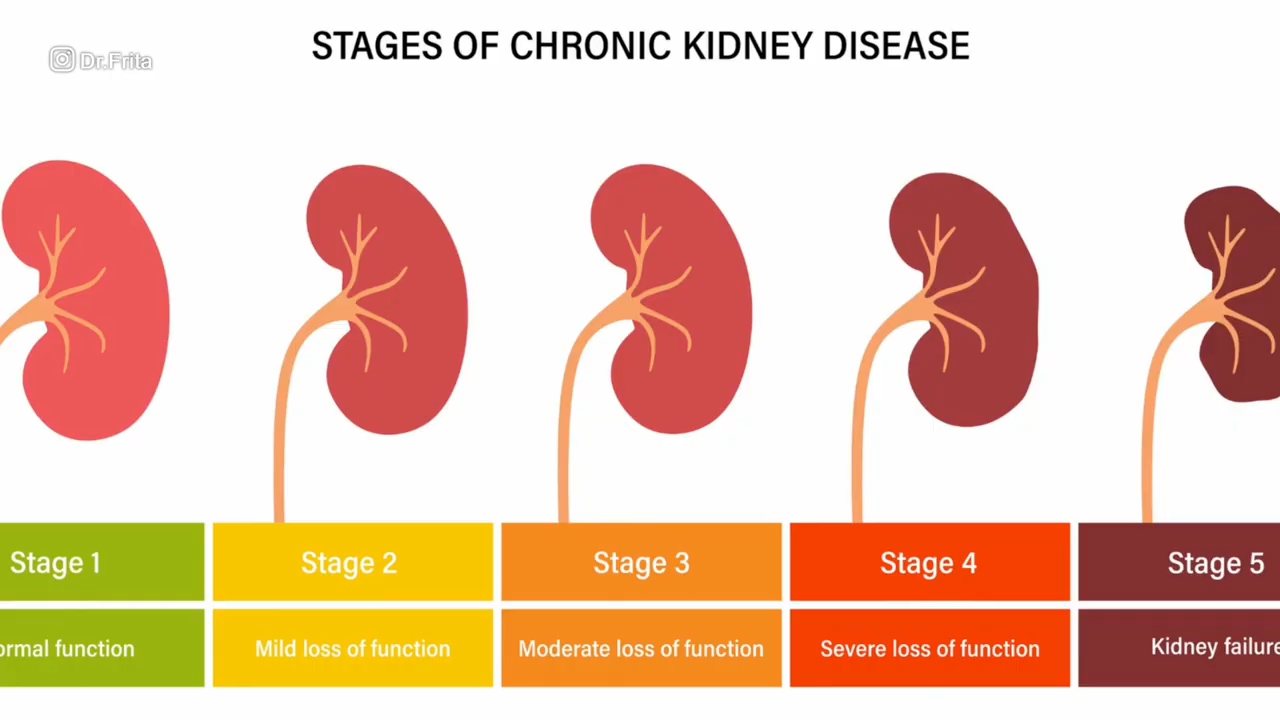 STAGES OF CHRONIC KIDNEY DISEASE
Dr.Frita
Stage 1
Stage 2
Stage 3
Stage 4
Stage 5
ormal function
Mild loss of function
Moderate loss of function
Severe loss of function
Kidney failure